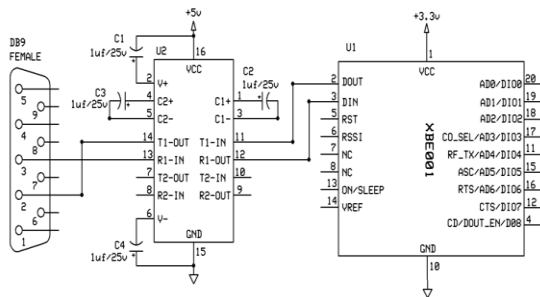 +5v
+3.3v
C1
1uf/25v
DB9
FEMALE
U2
U1
16
1
VCC
VCC
2 V+
C3
1uf/25v
4 C2+
5 C2-
C2
1uf/25v
C1+ 1
C1- 3
14 T1-OUT
T1-IN 11
13 R1-IN
R1-OUT 12
7 T2-OUT
T2-IN 10
8 R2-IN
R2-OUT 9
6 V-
GND
15
C4
1uf/25v
5
9
4
8
3
7
2
6
1
2 DOUT
3 DIN
5 RST
6 RSSI
7 NC
8 NC
13 ON/SLEEP
14 VREF
XBE001
AD0/DIO0 20
AD1/DIO1 19
AD2/DIO2 18
CO_SEL/AD3/DIO3 17
RF_TX/AD4/DIO4 11
ASC/AD5/DIO5 15
RTS/AD6/DIO6 16
CTS/DIO7 12
CD/DOUT_EN/DO8 4
GND
10